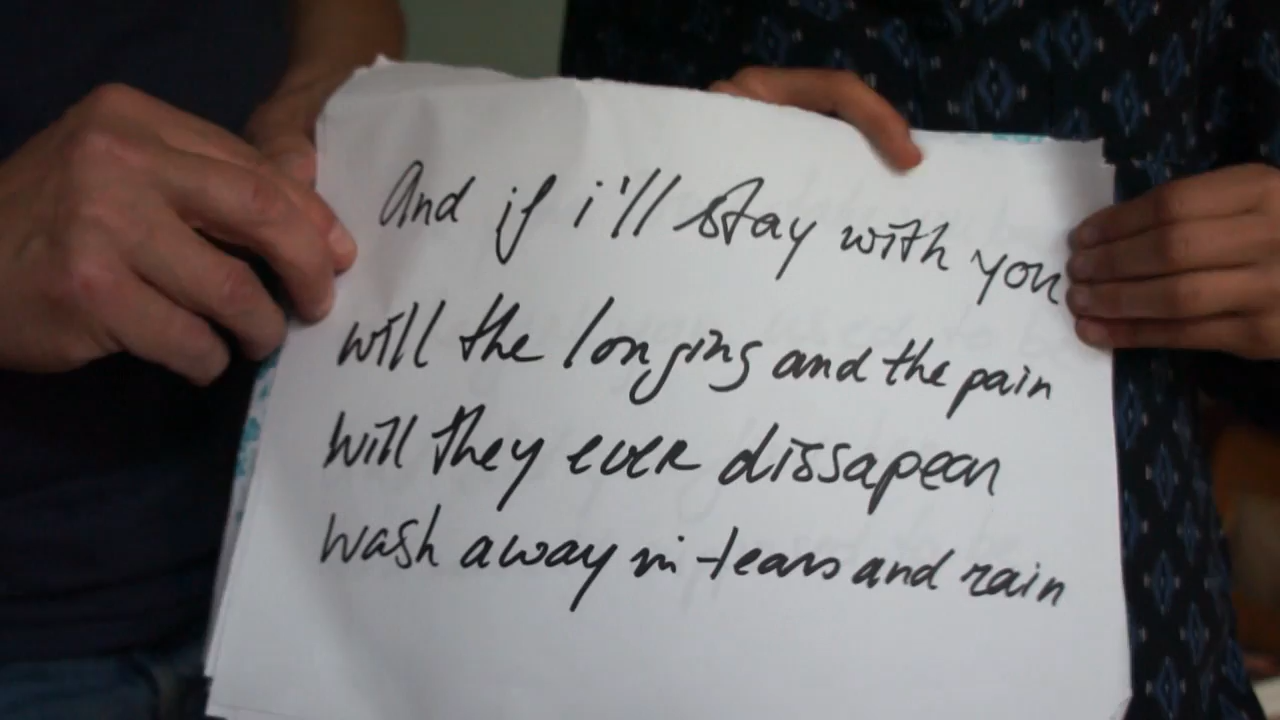 And if i'll stay with you
will the longing and the pain
will they ever dissapear
wash away in tears and rain